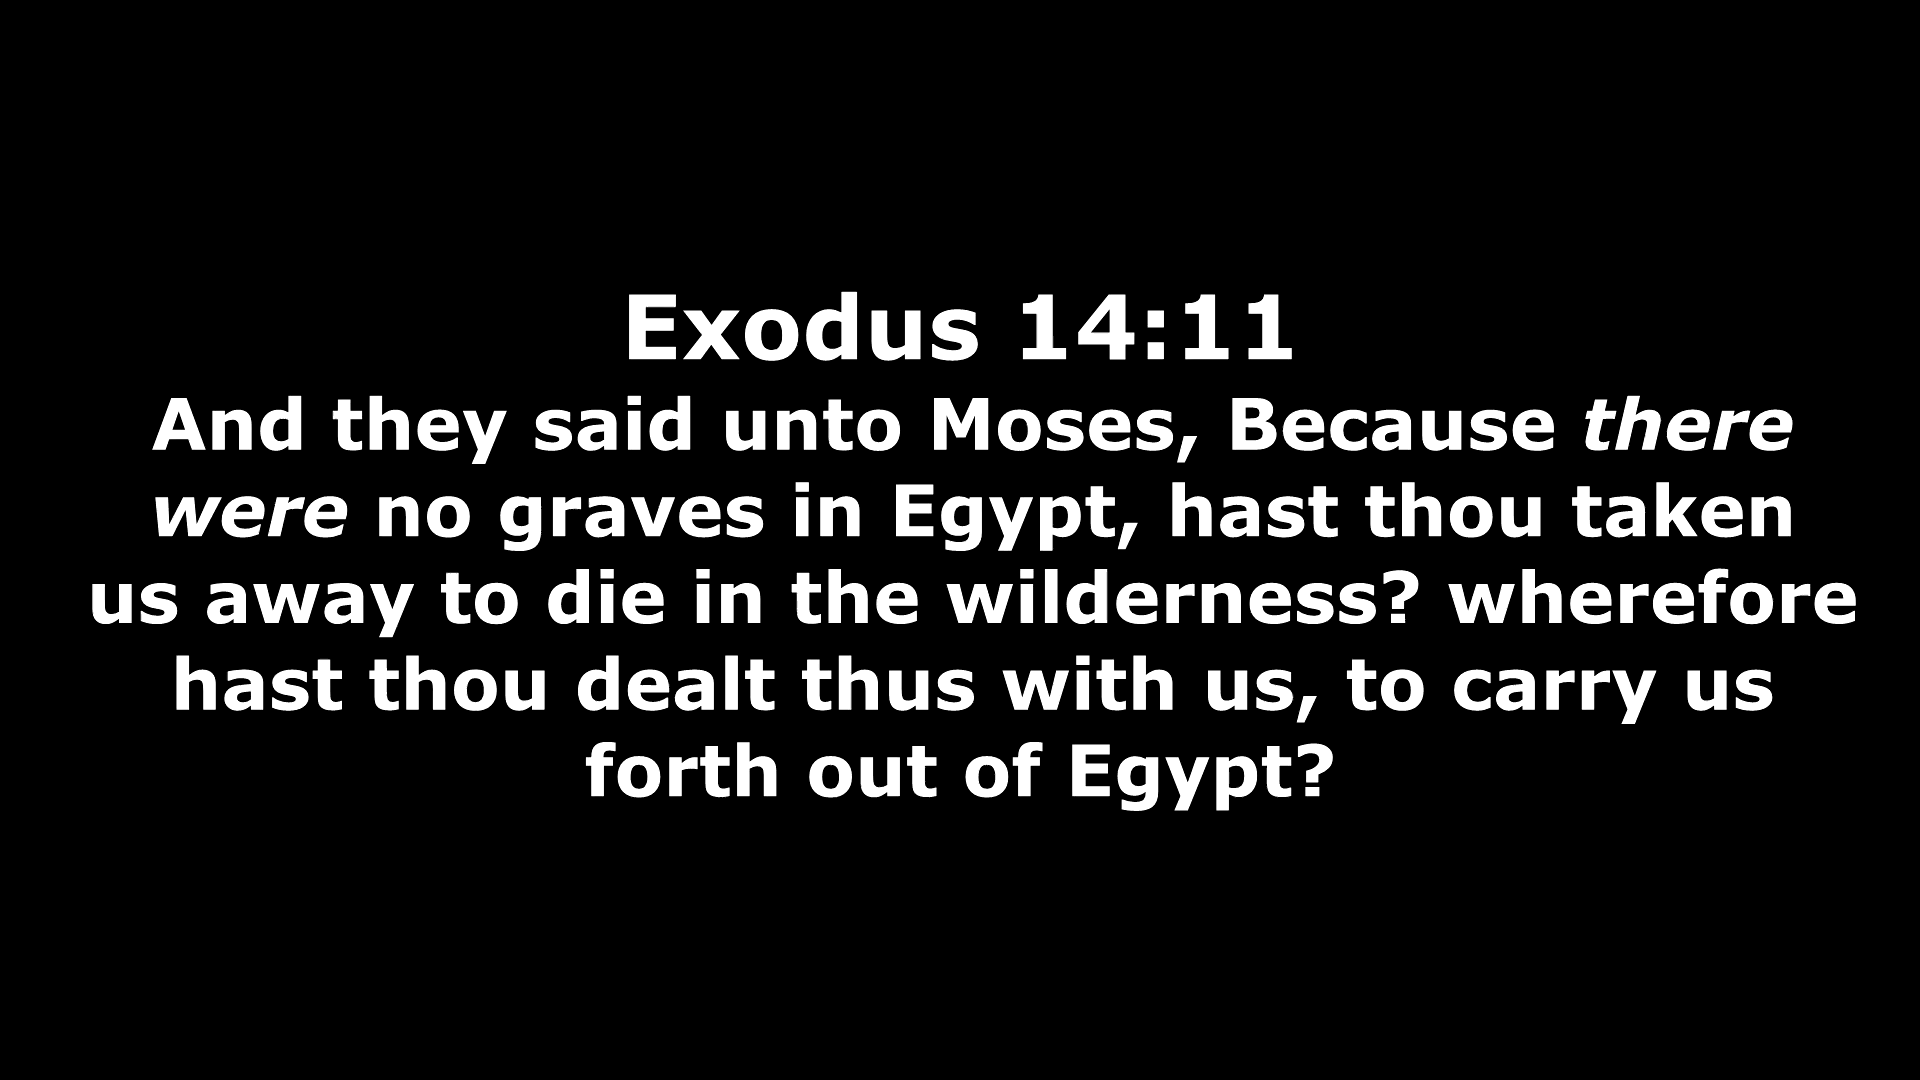 Exodus 14:11
And they said unto Moses, Because there
were no graves in Egypt, hast thou taken
us away to die in the wilderness? wherefore
hast thou dealt thus with us, to carry us
forth out of Egypt?